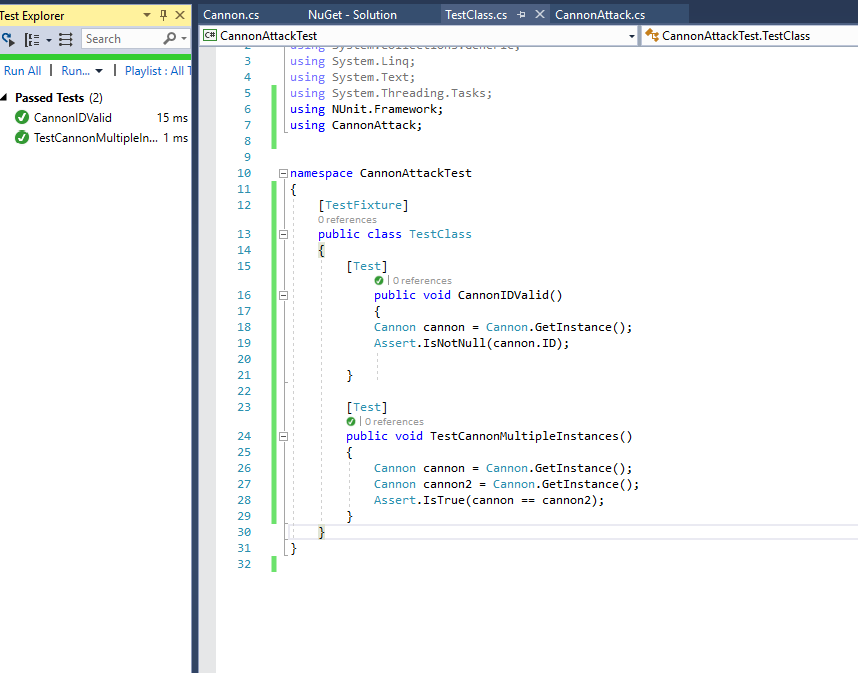 Test Explorer
Search
Run All | Run... | Playlist : All T
Passed Tests (2)
CannonIDValid 15 ms
TestCannonMultipleIn... 1 ms
Cannon.cs NuGet - Solution TestClass.cs CannonAttack.cs
C# CannonAttackTest CannonAttackTest.TestClass
2 using System.Collections.Generic;
3 using System.Linq;
4 using System.Text;
5 using System.Threading.Tasks;
6 using NUnit.Framework;
7 using CannonAttack;
8
9
10 namespace CannonAttackTest
11 {
12 [TestFixture]
0 references
13 public class TestClass
14 {
15 [Test]
| 0 references
16 public void CannonIDValid()
17 {
18 Cannon cannon = Cannon.GetInstance();
19 Assert.IsNotNull(cannon.ID);
20
21 }
22
23 [Test]
| 0 references
24 public void TestCannonMultipleInstances()
25 {
26 Cannon cannon = Cannon.GetInstance();
27 Cannon cannon2 = Cannon.GetInstance();
28 Assert.IsTrue(cannon == cannon2);
29 }
30 }
31 }
32